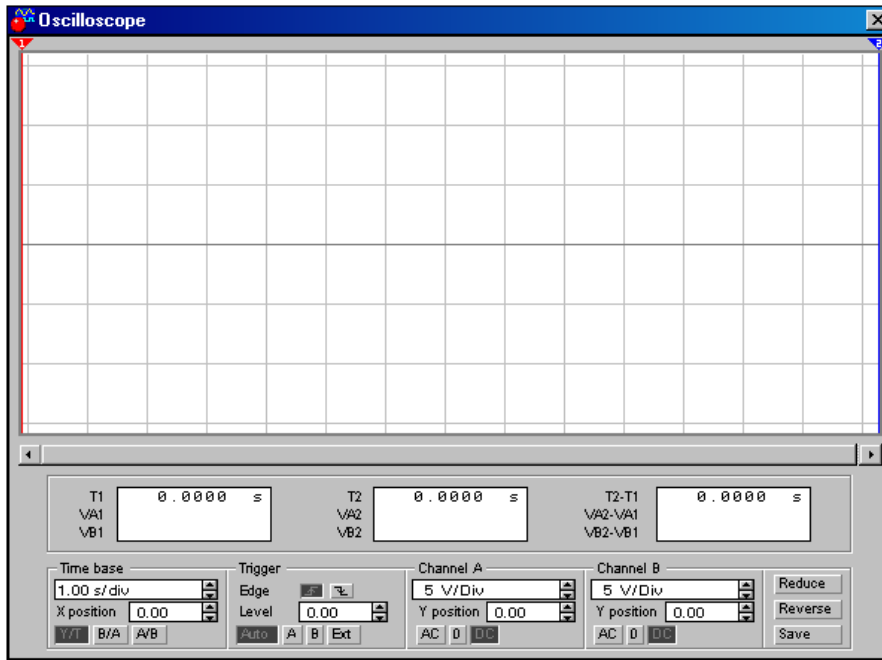 Oscilloscope
1 2
T1 0.0000 s T2 0.0000 s T2-T1 0.0000 s
VA1 VA2 VA2-VA1
VB1 VB2 VB2-VB1
Time base Trigger Channel A Channel B
1.00 s/div Edge 5 V/Div 5 V/Div Reduce
X position 0.00 Level 0.00 Y position 0.00 Y position 0.00 Reverse
Y/T B/A A/B Auto A B Ext AC 0 DC AC 0 DC Save